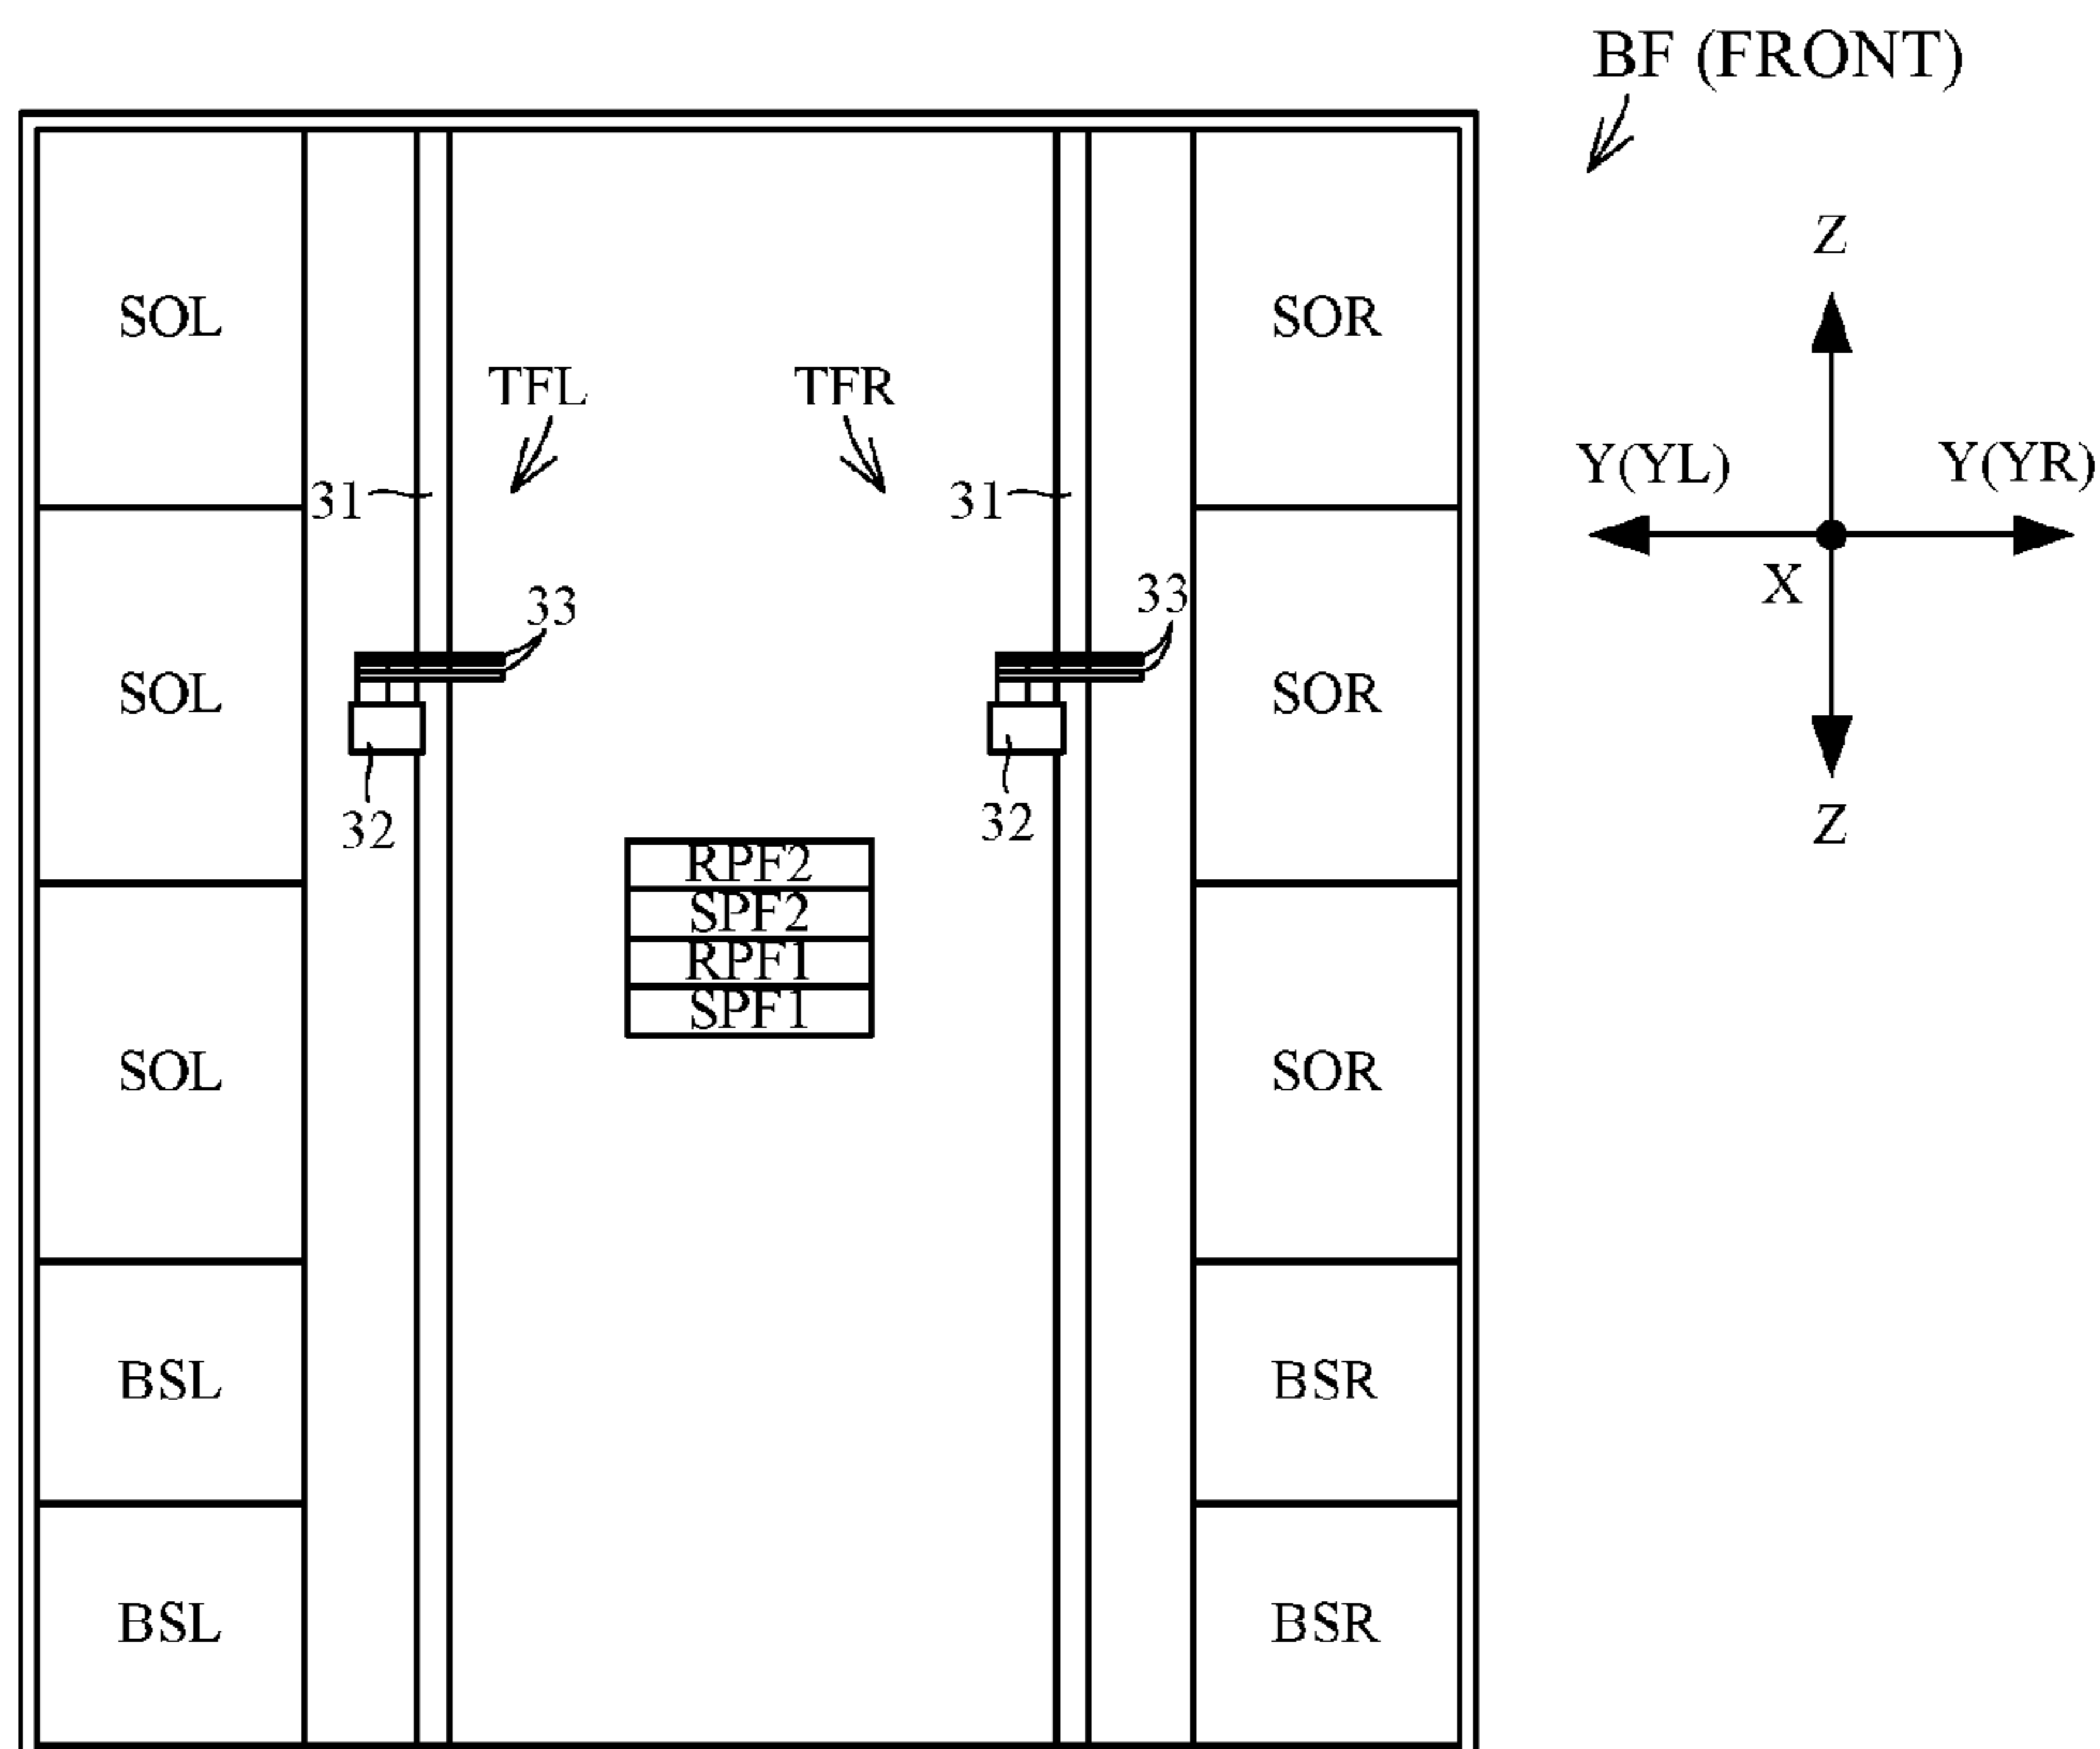 BF (FRONT)
Z
SOL
SOR
TFL
TFR
Y(YL)
Y(YR)
31
31
X
33
33
SOL
SOR
32
32
Z
RPF2
SPF2
RPF1
SPF1
SOL
SOR
BSL
BSR
BSL
BSR